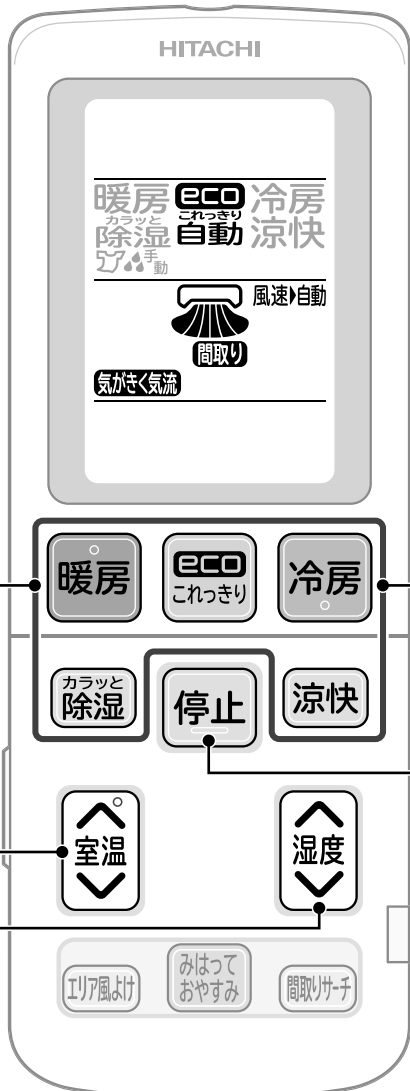 HITACHI
暖房 eco 冷房
カラッと これっきり
除湿 自動 涼快
手動
風速 自動
間取り
気がきく気流
暖房 eco 冷房
これっきり
カラッと
除湿 停止 涼快
室温 湿度
エリア風よけ みはって
おやすみ 間取りサーチ